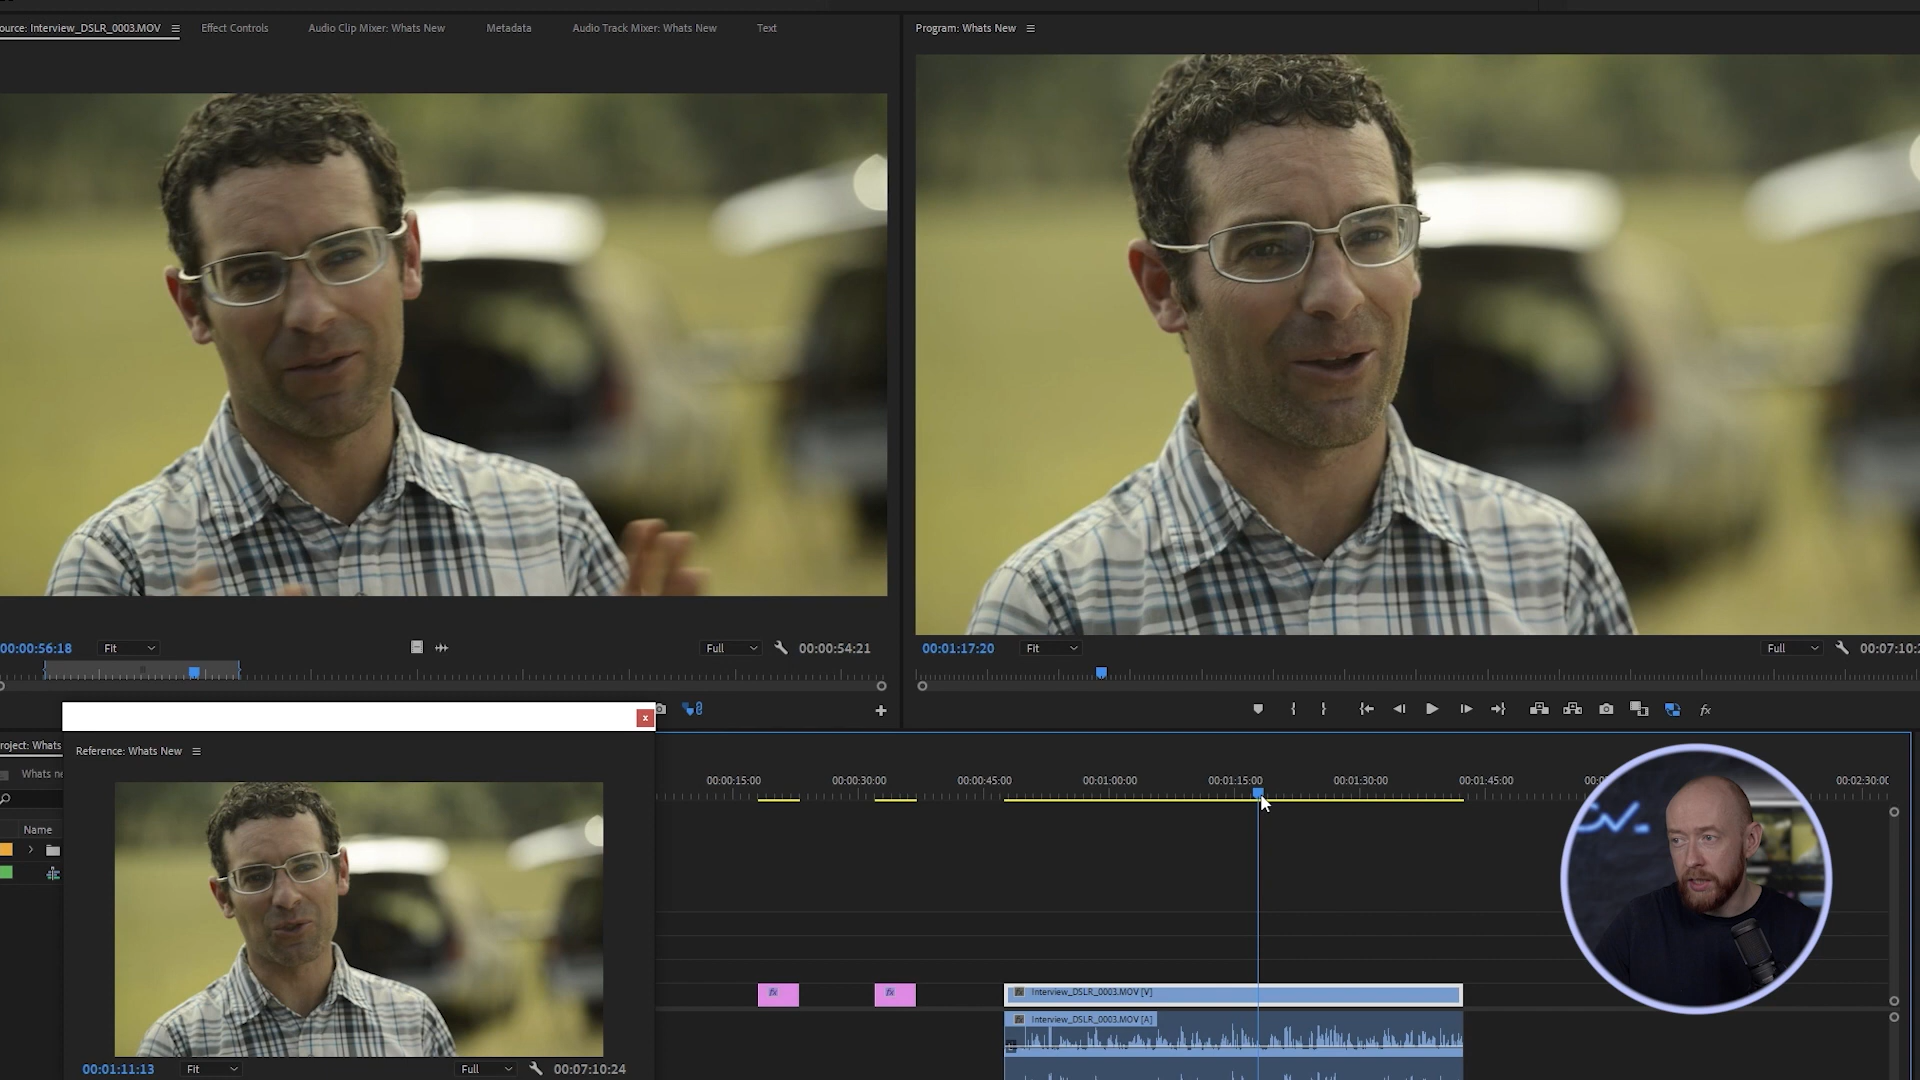 ource: Interview_DSLR_0003.MOV
Effect Controls
Audio Clip Mixer: Whats New
Metadata
Audio Track Mixer: Whats New
Text
Program: Whats New
00:00:56:18
Fit
Full
00:00:54:21
00:01:17:20
Fit
Full
00:07:10:2
fx
roject: Whats
Whats ne
Name
Reference: Whats New
00:00:15:00
00:00:30:00
00:00:45:00
00:01:00:00
00:01:15:00
00:01:30:00
00:01:45:00
00:02:30:00
fx
fx
Interview_DSLR_0003.MOV [V]
Interview_DSLR_0003.MOV [A]
00:01:11:13
Fit
Full
00:07:10:24